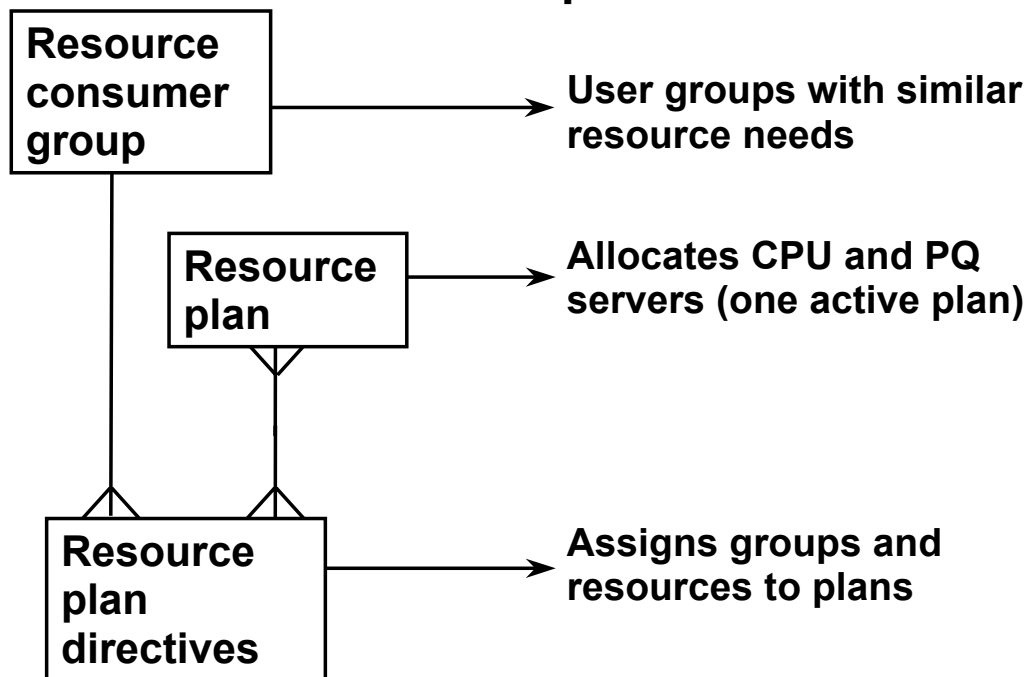 Resource
consumer
group
User groups with similar
resource needs
Resource
plan
Allocates CPU and PQ
servers (one active plan)
Resource
plan
directives
Assigns groups and
resources to plans